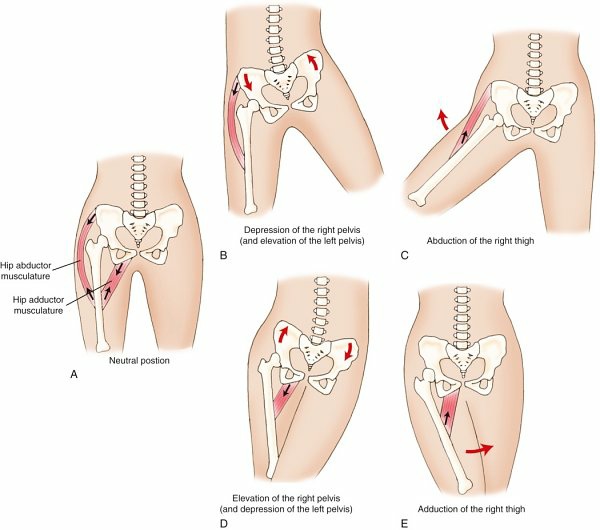 Depression of the right pelvis
(and elevation of the left pelvis)
B
Abduction of the right thigh
C
Hip abductor
musculature
Hip adductor
musculature
Neutral postion
A
Elevation of the right pelvis
(and depression of the left pelvis)
D
Adduction of the right thigh
E